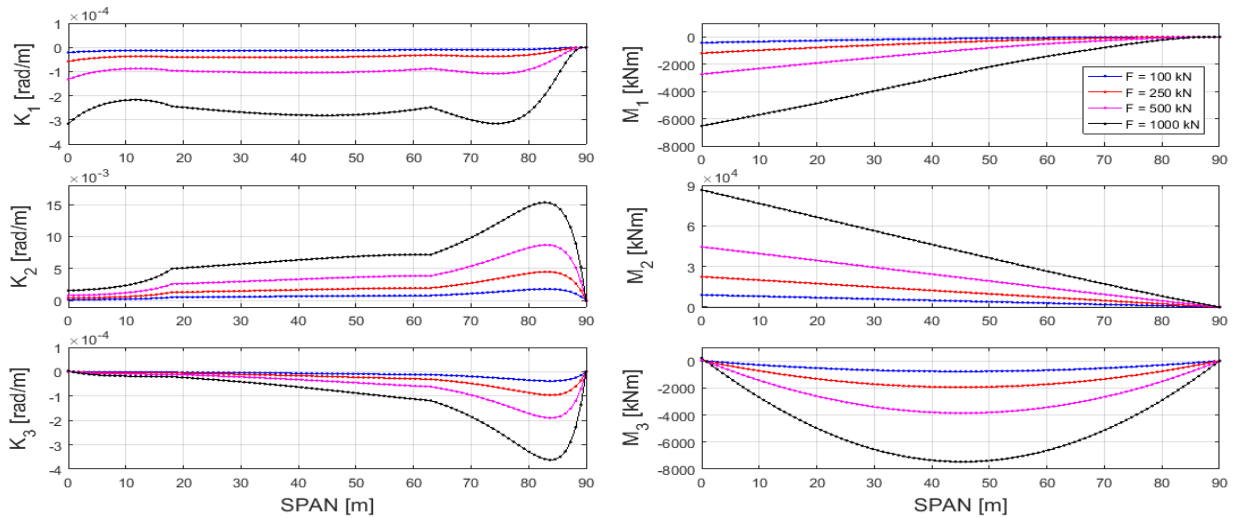 ×10⁻⁴
K₁ [rad/m]
1
0
-1
-2
-3
-4
0 10 20 30 40 50 60 70 80 90
M₁ [kNm]
0
-2000
-4000
-6000
-8000
0 10 20 30 40 50 60 70 80 90
F = 100 kN
F = 250 kN
F = 500 kN
F = 1000 kN
×10⁻³
K₂ [rad/m]
15
10
5
0
0 10 20 30 40 50 60 70 80 90
×10⁴
M₂ [kNm]
9
6
3
0
0 10 20 30 40 50 60 70 80 90
×10⁻⁴
K₃ [rad/m]
1
0
-1
-2
-3
-4
0 10 20 30 40 50 60 70 80 90
SPAN [m]
M₃ [kNm]
0
-2000
-4000
-6000
-8000
0 10 20 30 40 50 60 70 80 90
SPAN [m]